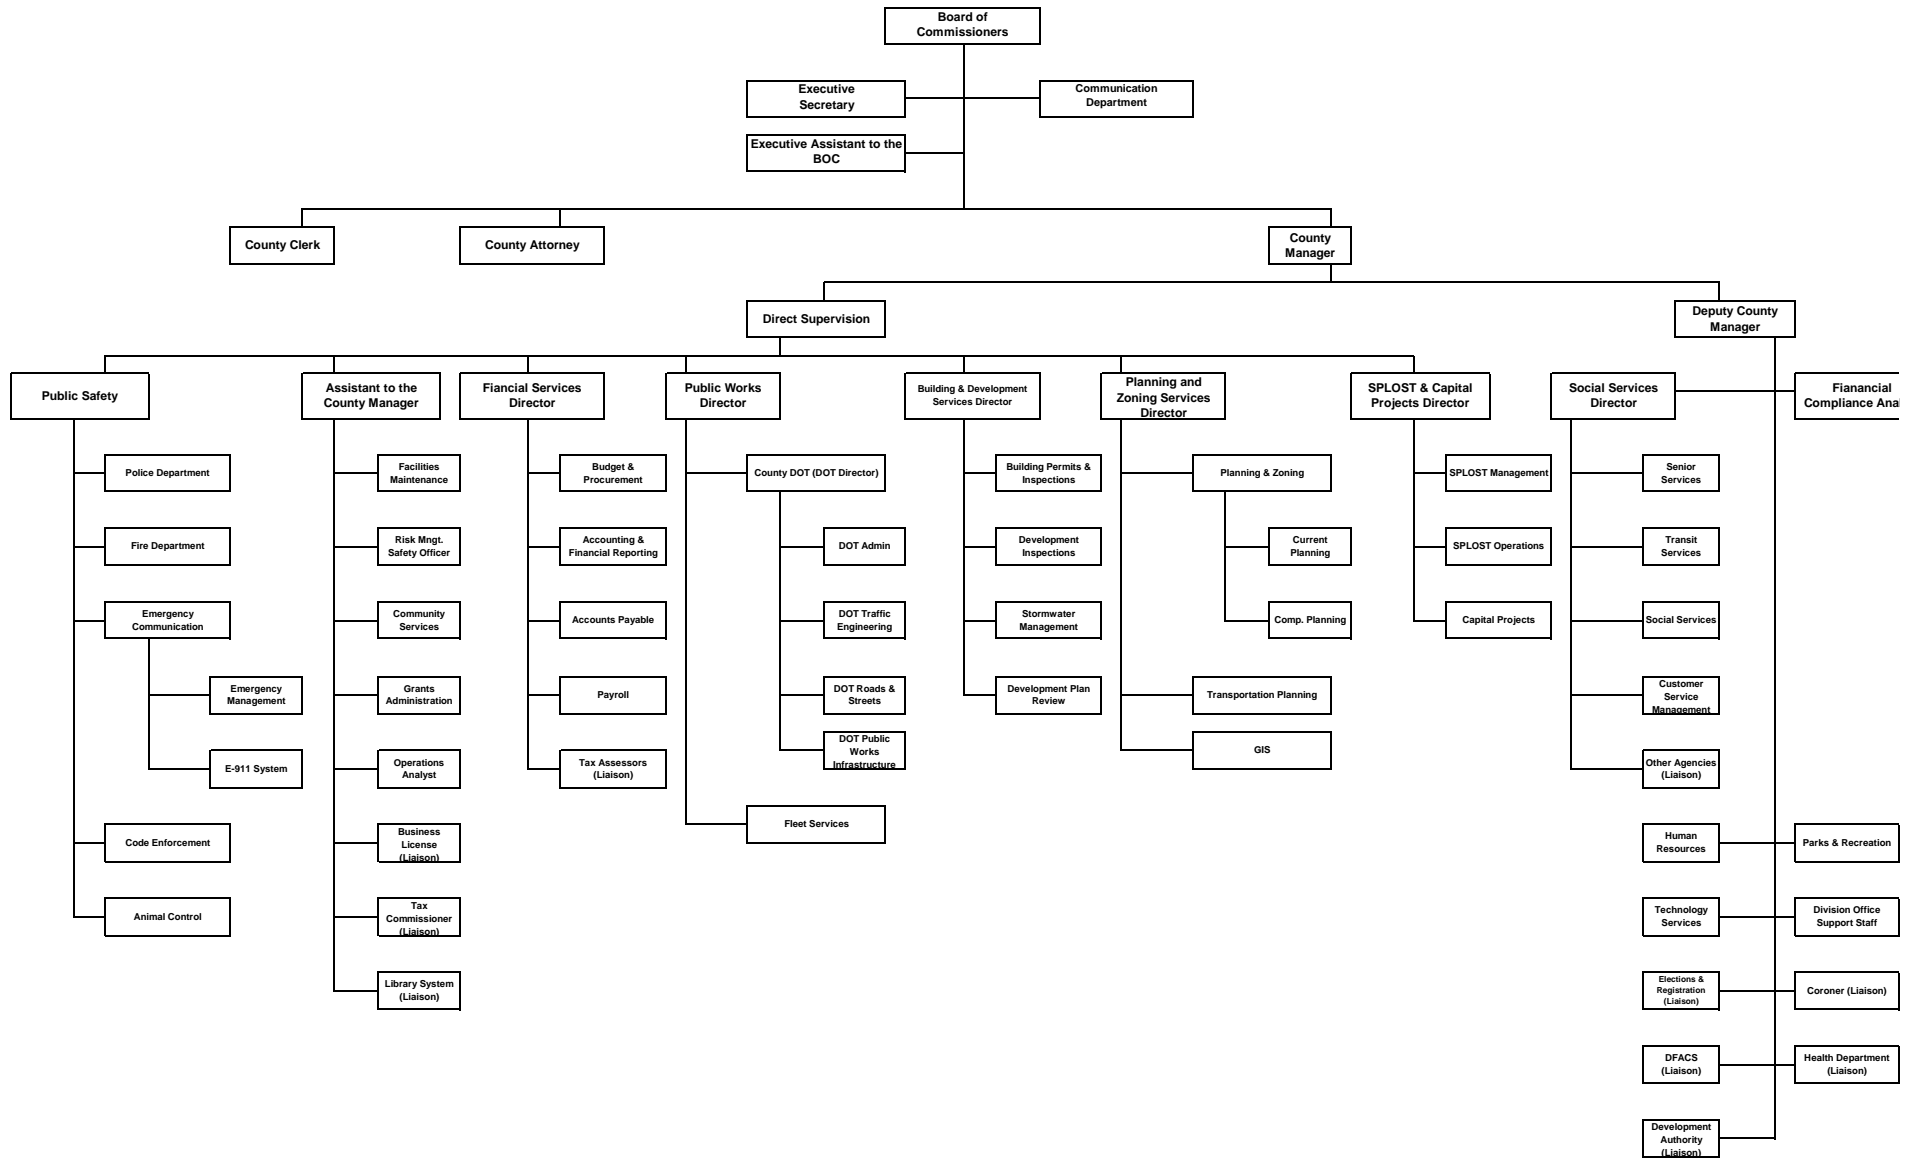 Board of
Commissioners
Executive
Secretary
Communication
Department
Executive Assistant to the
BOC
County Clerk
County Attorney
County
Manager
Direct Supervision
Deputy County
Manager
Public Safety
Assistant to the
County Manager
Fiancial Services
Director
Public Works
Director
Building & Development
Services Director
Planning and
Zoning Services
Director
SPLOST & Capital
Projects Director
Social Services
Director
Fianancial
Compliance Anal
Police Department
Facilities
Maintenance
Budget &
Procurement
County DOT (DOT Director)
Building Permits &
Inspections
Planning & Zoning
SPLOST Management
Senior
Services
Fire Department
Risk Mngt.
Safety Officer
Accounting &
Financial Reporting
DOT Admin
Development
Inspections
Current
Planning
SPLOST Operations
Transit
Services
Emergency
Communication
Community
Services
Accounts Payable
DOT Traffic
Engineering
Stormwater
Management
Comp. Planning
Capital Projects
Social Services
Emergency
Management
Grants
Administration
Payroll
DOT Roads &
Streets
Development Plan
Review
Transportation Planning
Customer
Service
Management
E-911 System
Operations
Analyst
Tax Assessors
(Liaison)
DOT Public
Works
Infrastructure
GIS
Other Agencies
(Liaison)
Code Enforcement
Business
License
(Liaison)
Fleet Services
Human
Resources
Parks & Recreation
Animal Control
Tax
Commissioner
(Liaison)
Technology
Services
Division Office
Support Staff
Library System
(Liaison)
Elections &
Registration
(Liaison)
Coroner (Liaison)
DFACS
(Liaison)
Health Department
(Liaison)
Development
Authority
(Liaison)